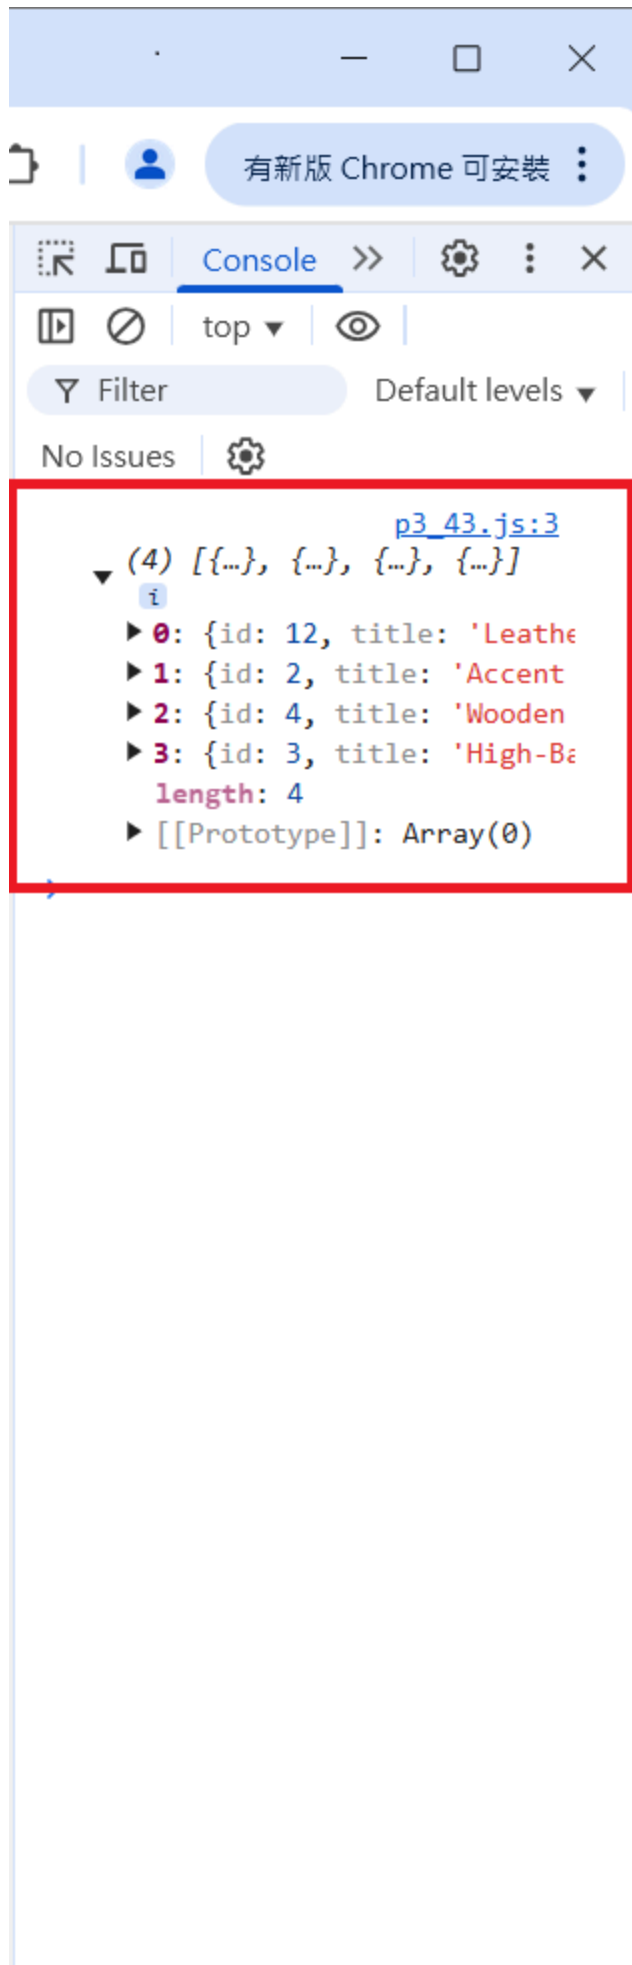 有新版 Chrome 可安裝
Console
top
Filter Default levels
No Issues
p3_43.js:3
(4) [{…}, {…}, {…}, {…}]
i
0: {id: 12, title: 'Leathe
1: {id: 2, title: 'Accent
2: {id: 4, title: 'Wooden
3: {id: 3, title: 'High-Ba
length: 4
[[Prototype]]: Array(0)